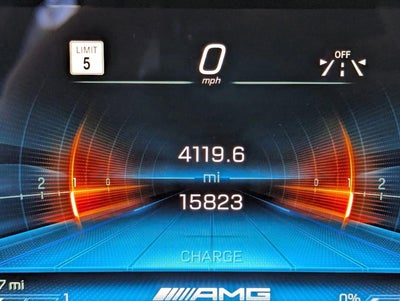 LIMIT
5
0
mph
OFF
4119.6
mi
15823
2 1 0
0 1 2
CHARGE
7 mi
1
AMG
0%